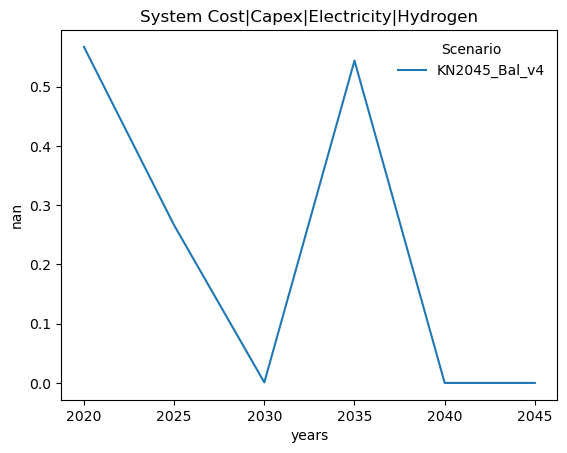 System Cost|Capex|Electricity|Hydrogen
Scenario
KN2045_Bal_v4
0.5
0.4
0.3
0.2
0.1
0.0
nan
2020 2025 2030 2035 2040 2045
years